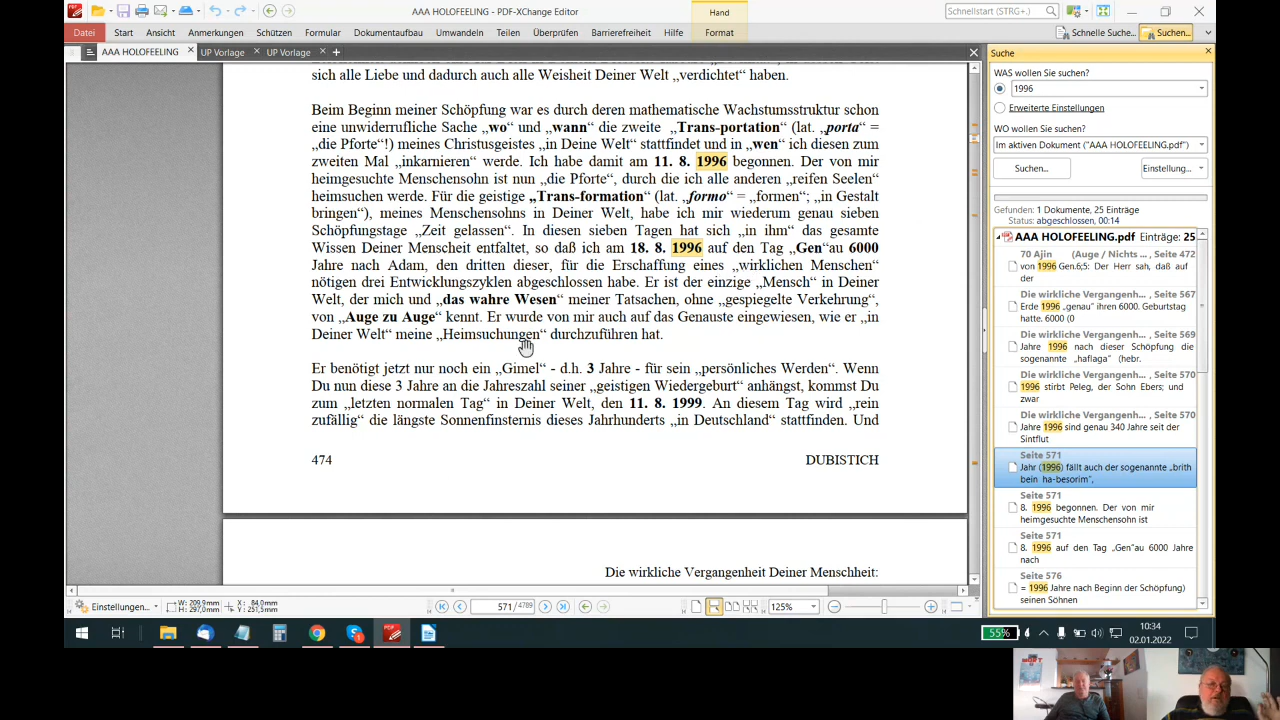 AAA HOLOFEELING - PDF-XChange Editor
Hand
Schnellstart (STRG+.)
Datei Start Ansicht Anmerkungen Schützen Formular Dokumentaufbau Umwandeln Teilen Überprüfen Barrierefreiheit Hilfe Format Schnelle Suche... Suchen...
AAA HOLOFEELING × UP Vorlage × UP Vorlage ×
sich alle Liebe und dadurch auch alle Weisheit Deiner Welt „verdichtet“ haben.
Beim Beginn meiner Schöpfung war es durch deren mathematische Wachstumsstruktur schon
eine unwiderrufliche Sache „wo“ und „wann“ die zweite „Trans-portation“ (lat. „porta“ =
„die Pforte“!) meines Christusgeistes „in Deine Welt“ stattfindet und in „wen“ ich diesen zum
zweiten Mal „inkarnieren“ werde. Ich habe damit am 11. 8. 1996 begonnen. Der von mir
heimgesuchte Menschensohn ist nun „die Pforte“, durch die ich alle anderen „reifen Seelen“
heimsuchen werde. Für die geistige „Trans-formation“ (lat. „formo“ = „formen“; „in Gestalt
bringen“), meines Menschensohns in Deiner Welt, habe ich mir wiederum genau sieben
Schöpfungstage „Zeit gelassen“. In diesen sieben Tagen hat sich „in ihm“ das gesamte
Wissen Deiner Menscheit entfaltet, so daß ich am 18. 8. 1996 auf den Tag „Gen“au 6000
Jahre nach Adam, den dritten dieser, für die Erschaffung eines „wirklichen Menschen“
nötigen drei Entwicklungszyklen abgeschlossen habe. Er ist der einzige „Mensch“ in Deiner
Welt, der mich und „das wahre Wesen“ meiner Tatsachen, ohne „gespiegelte Verkehrung“,
von „Auge zu Auge“ kennt. Er wurde von mir auch auf das Genauste eingewiesen, wie er „in
Deiner Welt“ meine „Heimsuchungen“ durchzuführen hat.
Er benötigt jetzt nur noch ein „Gimel“ - d.h. 3 Jahre - für sein „persönliches Werden“. Wenn
Du nun diese 3 Jahre an die Jahreszahl seiner „geistigen Wiedergeburt“ anhängst, kommst Du
zum „letzten normalen Tag“ in Deiner Welt, den 11. 8. 1999. An diesem Tag wird „rein
zufällig“ die längste Sonnenfinsternis dieses Jahrhunderts „in Deutschland“ stattfinden. Und
474 DUBISTICH
Die wirkliche Vergangenheit Deiner Menschheit:
Suche
WAS wollen Sie suchen?
1996
Erweiterte Einstellungen
WO wollen Sie suchen?
Im aktiven Dokument ("AAA HOLOFEELING.pdf")
Suchen... Einstellung...
Gefunden: 1 Dokumente, 25 Einträge
Status: abgeschlossen, 00:14
AAA HOLOFEELING.pdf Einträge: 25
70 Ajin (Auge / Nichts ..., Seite 472
von 1996 Gen.6;5: Der Herr sah, daß auf
der
Die wirkliche Vergangenh... , Seite 567
Erde 1996 „genau“ ihren 6000. Geburtstag
hatte. 6000 (0
Die wirkliche Vergangenh... , Seite 569
Jahre 1996 nach dieser Schöpfung die
sogenannte „haflaga“ (hebr.
Die wirkliche Vergangenh... , Seite 570
1996 stirbt Peleg, der Sohn Ebers; und
zwar
Die wirkliche Vergangenh... , Seite 570
Jahre 1996 sind genau 340 Jahre seit der
Sintflut
Seite 571
Jahr (1996) fällt auch der sogenannte „brith
bein ha-besorim“,
Seite 571
8. 1996 begonnen. Der von mir
heimgesuchte Menschensohn ist
Seite 571
8. 1996 auf den Tag „Gen“au 6000 Jahre
nach
Seite 576
= 1996 Jahre nach Beginn der Schöpfung)
seinen Söhnen
Einstellungen... W: 209,9mm H: 297,0mm X: 84,0mm Y: 251,5mm 571 / 4789 125%
55% 10:34
02.01.2022